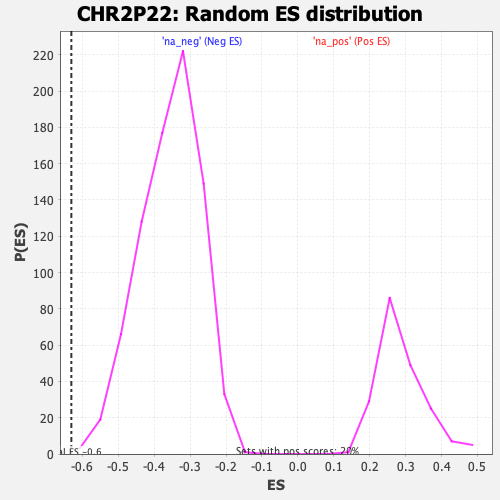 CHR2P22: Random ES distribution
'na_neg' (Neg ES) 'na_pos' (Pos ES)
P(ES)
220
200
180
160
140
120
100
80
60
40
20
0
Sets with pos scores: 20%
-0.6 -0.5 -0.4 -0.3 -0.2 -0.1 0.0 0.1 0.2 0.3 0.4 0.5
ES